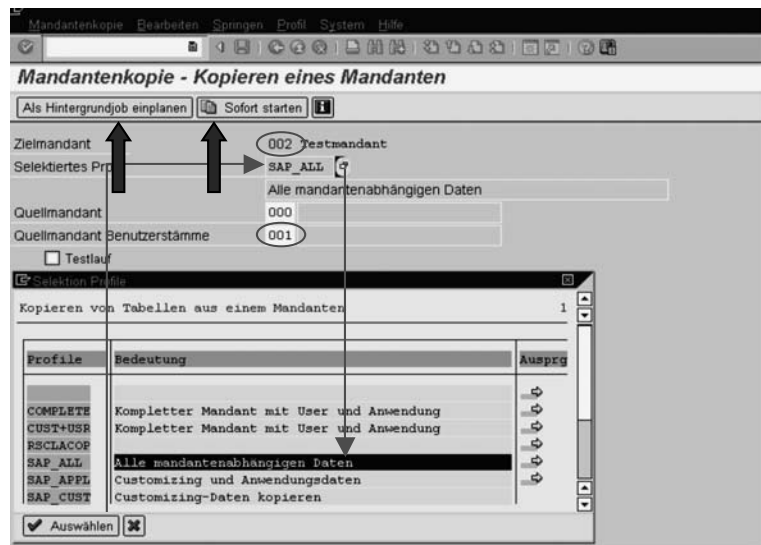 Mandantenkopie Bearbeiten Springen Profil System Hilfe
Mandantenkopie - Kopieren eines Mandanten
Als Hintergrundjob einplanen Sofort starten
Zielmandant 002 Testmandant
Selektiertes Pro SAP_ALL
Alle mandantenabhängigen Daten
Quellmandant 000
Quellmandant Benutzerstämme 001
Testlauf
Selektion Profile
Kopieren von Tabellen aus einem Mandanten 1
Profile Bedeutung Ausprg
COMPLETE Kompletter Mandant mit User und Anwendung
CUST+USR Kompletter Mandant mit User und Anwendung
RSCLACOP
SAP_ALL Alle mandantenabhängigen Daten
SAP_APPL Customizing und Anwendungsdaten
SAP_CUST Customizing-Daten kopieren
Auswählen